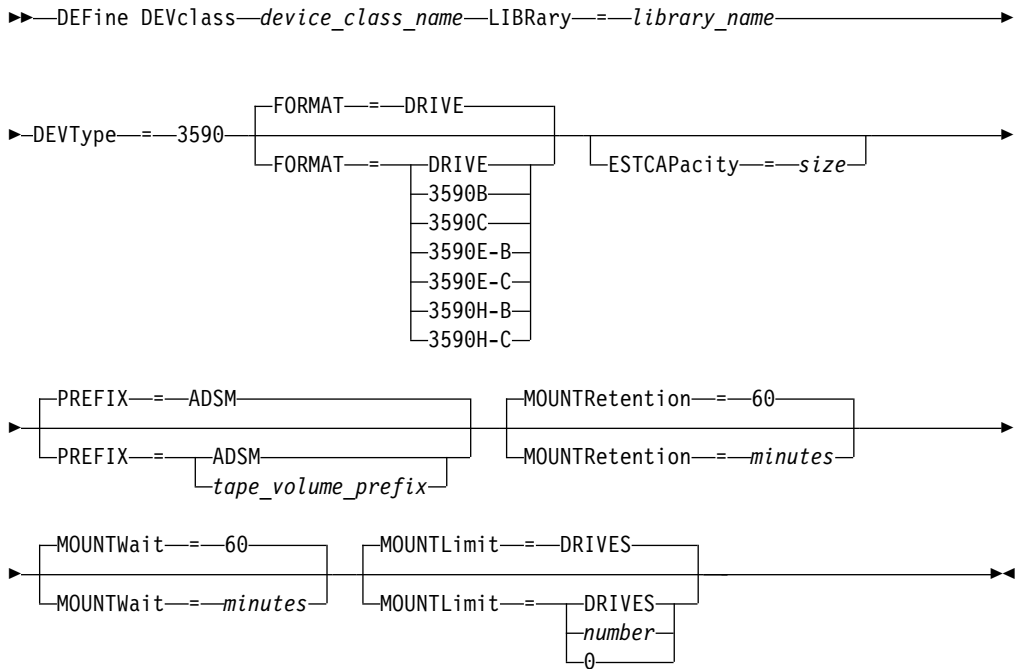 DEFine DEVclass device_class_name LIBRary = library_name
FORMAT = DRIVE
DEVType = 3590
FORMAT = DRIVE
ESTCAPacity = size
3590B
3590C
3590E-B
3590E-C
3590H-B
3590H-C
PREFIX = ADSM
MOUNTRetention = 60
PREFIX = ADSM
MOUNTRetention = minutes
tape_volume_prefix
MOUNTWait = 60
MOUNTLimit = DRIVES
MOUNTWait = minutes
MOUNTLimit = DRIVES
number
0